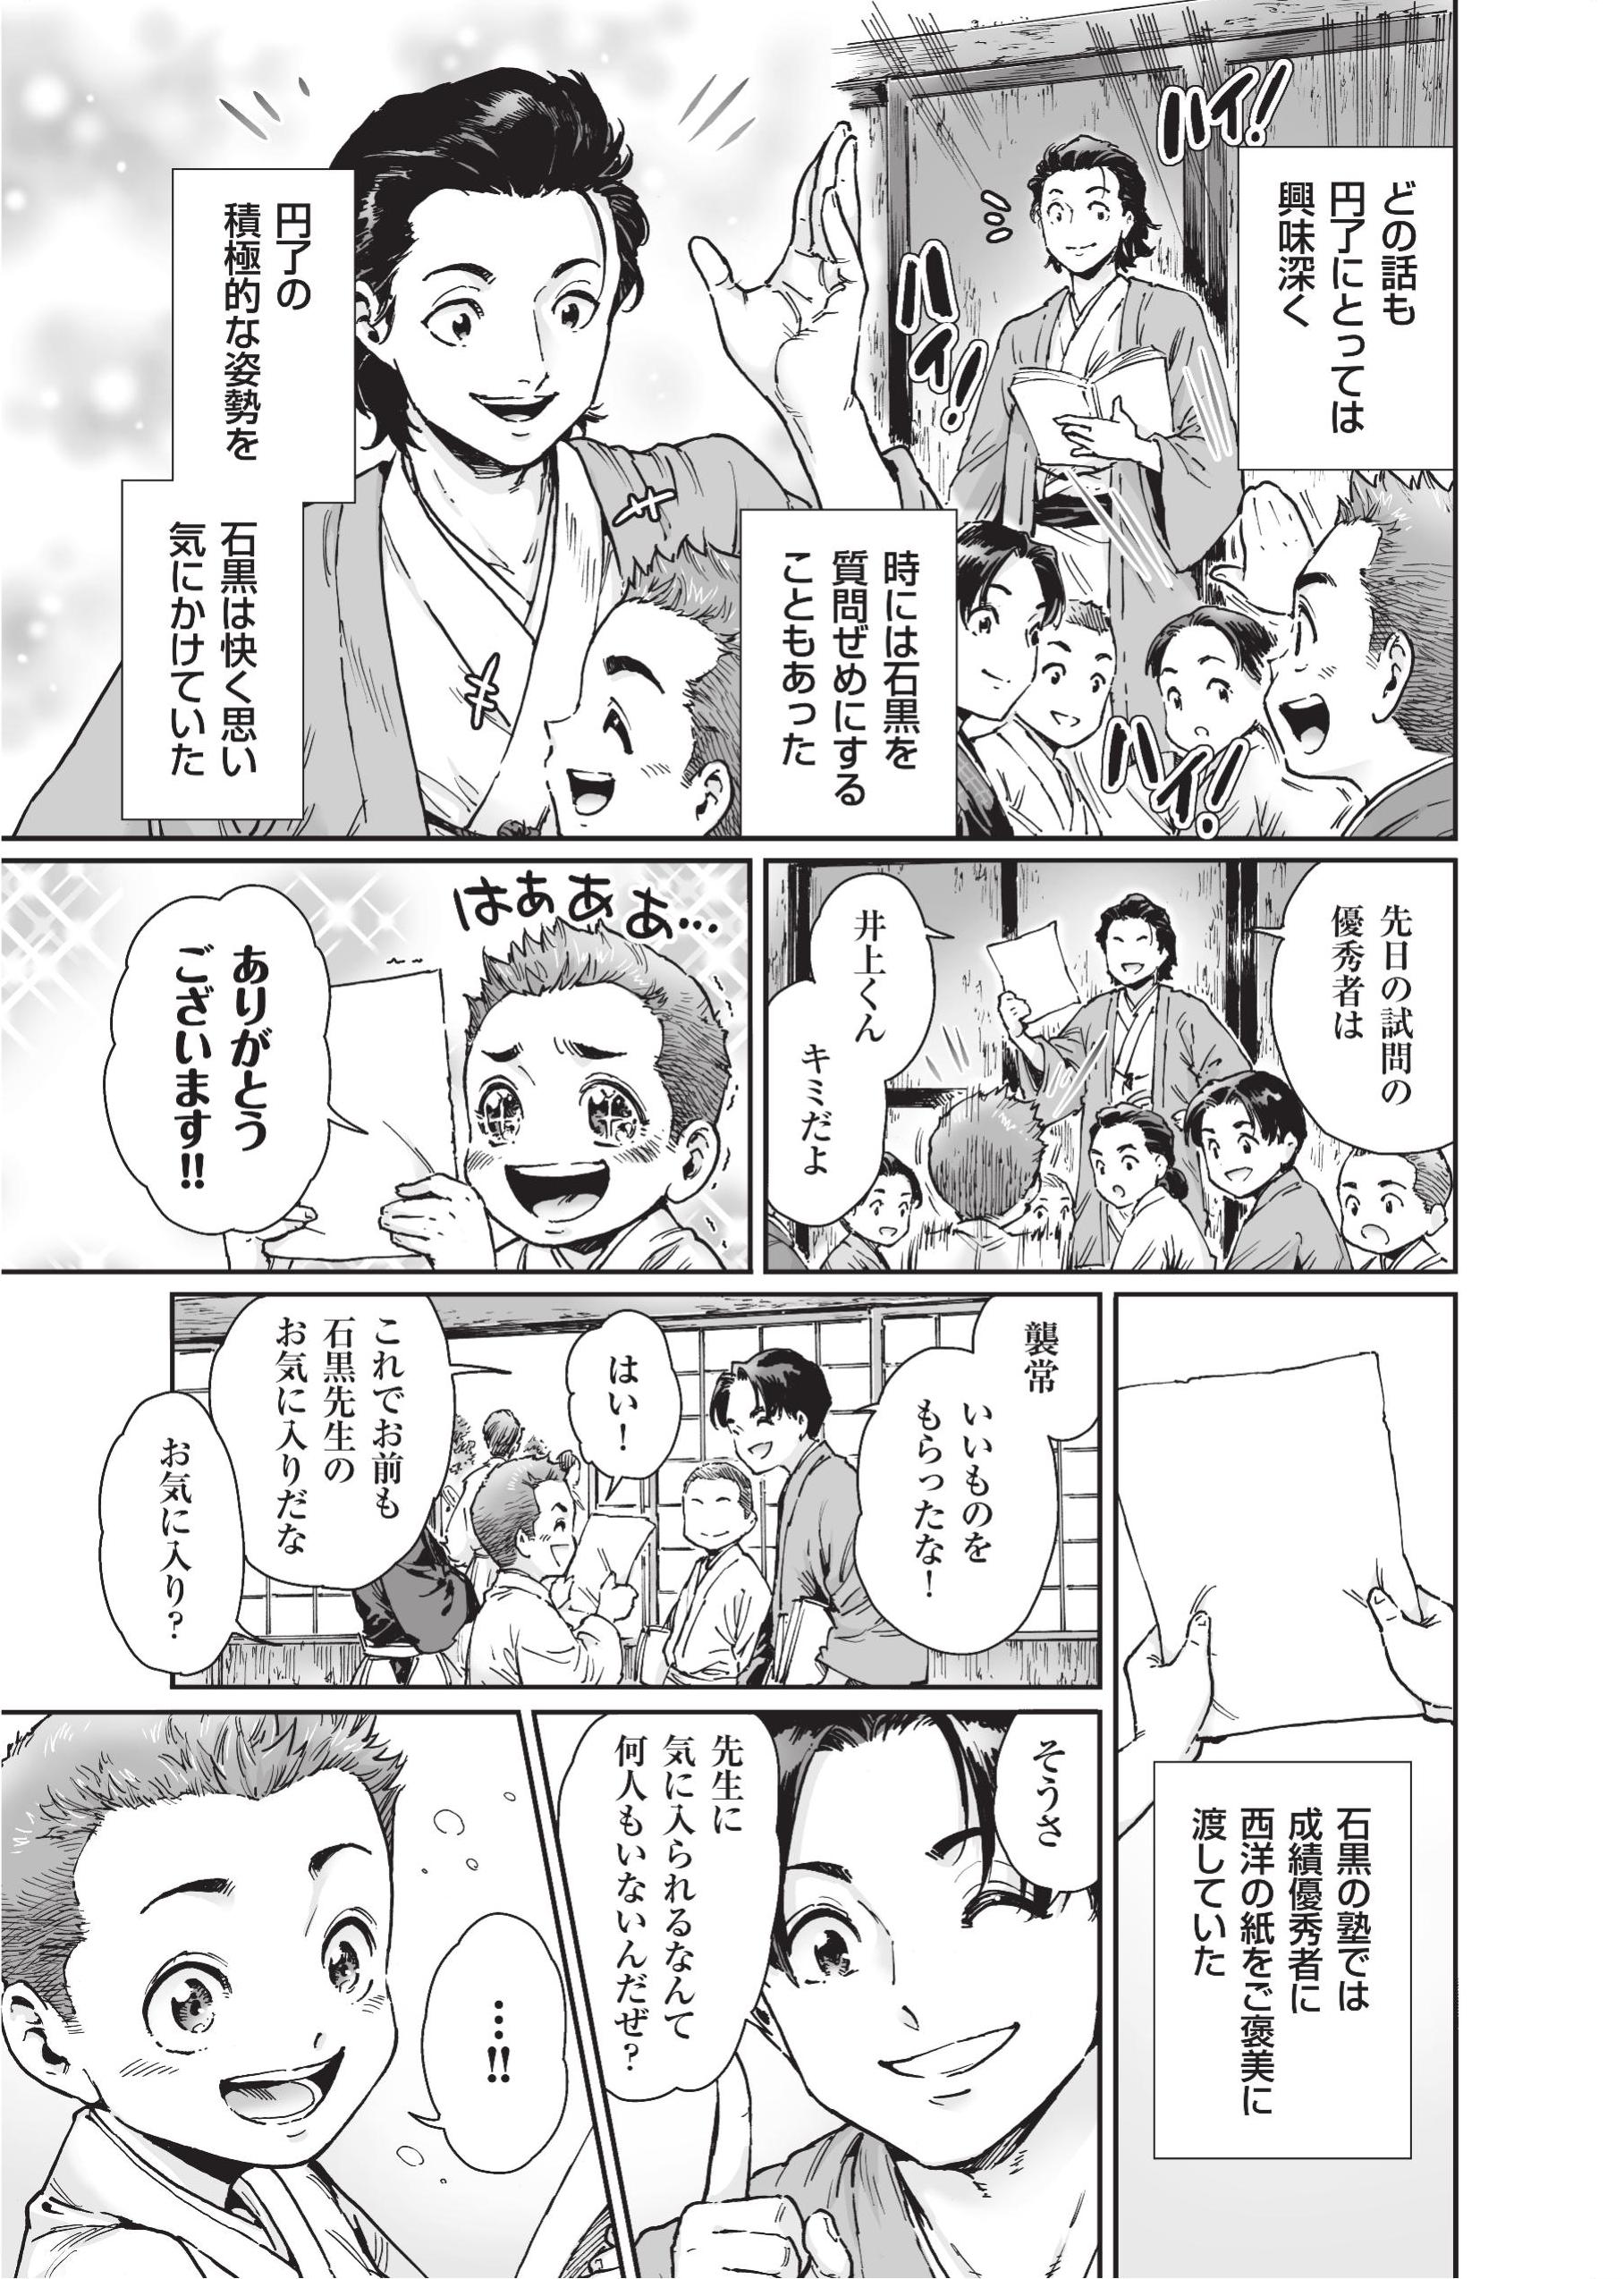 どの話も
円了にとっては
興味深く
ハイ!
ハイ!
ハイ!
時には石黒を
質問ぜめにする
こともあった
円了の
積極的な姿勢を
石黒は快く思い
気にかけていた
先日の試問の
優秀者は
井上くん
キミだよ
はぁぁぁ…
ありがとう
ございます!!
石黒の塾では
成績優秀者に
西洋の紙をご褒美に
渡していた
襲常
いいものを
もらったな!
はい!
これでお前も
石黒先生の
お気に入りだな
お気に入り?
そうさ
先生に
気に入られるなんて
何人もいないんだぜ?
…!!